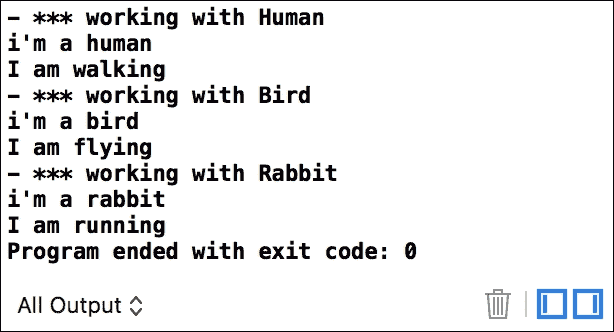 - *** working with Human
i'm a human
I am walking
- *** working with Bird
i'm a bird
I am flying
- *** working with Rabbit
i'm a rabbit
I am running
Program ended with exit code: 0
All Output